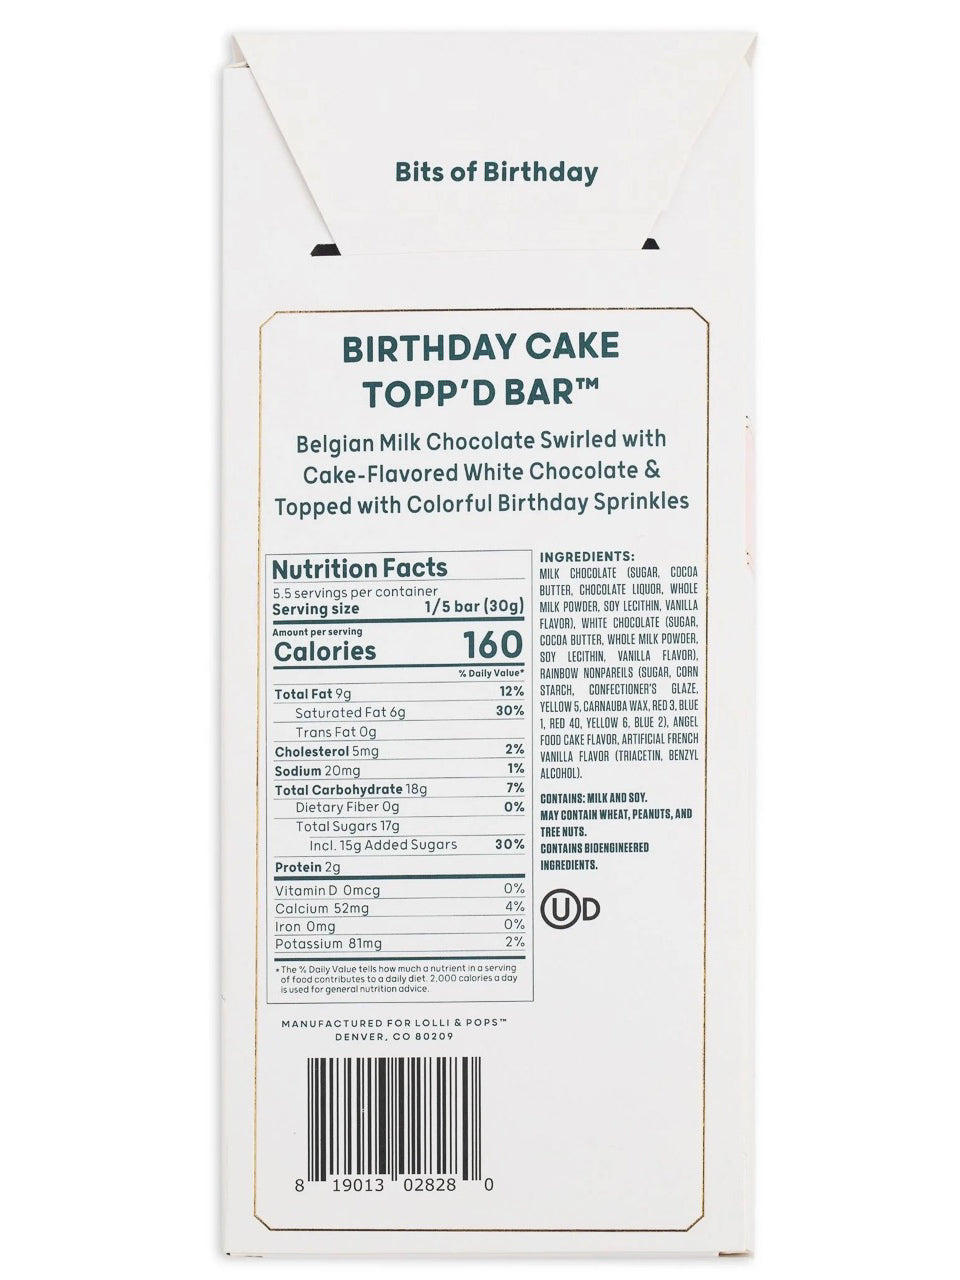 Bits of Birthday
BIRTHDAY CAKE
TOPP'D BAR™
Belgian Milk Chocolate Swirled with
Cake-Flavored White Chocolate &
Topped with Colorful Birthday Sprinkles
Nutrition Facts
5.5 servings per container
Serving size 1/5 bar (30g)
Amount per serving
Calories 160
% Daily Value*
Total Fat 9g 12%
Saturated Fat 6g 30%
Trans Fat 0g
Cholesterol 5mg 2%
Sodium 20mg 1%
Total Carbohydrate 18g 7%
Dietary Fiber 0g 0%
Total Sugars 17g
Incl. 15g Added Sugars 30%
Protein 2g
Vitamin D 0mcg 0%
Calcium 52mg 4%
Iron 0mg 0%
Potassium 81mg 2%
* The % Daily Value tells how much a nutrient in a serving
of food contributes to a daily diet. 2,000 calories a day
is used for general nutrition advice.
INGREDIENTS:
MILK CHOCOLATE (SUGAR, COCOA
BUTTER, CHOCOLATE LIQUOR, WHOLE
MILK POWDER, SOY LECITHIN, VANILLA
FLAVOR), WHITE CHOCOLATE (SUGAR,
COCOA BUTTER, WHOLE MILK POWDER,
SOY LECITHIN, VANILLA FLAVOR),
RAINBOW NONPAREILS (SUGAR, CORN
STARCH, CONFECTIONER'S GLAZE,
YELLOW 5, CARNAUBA WAX, RED 3, BLUE
1, RED 40, YELLOW 6, BLUE 2), ANGEL
FOOD CAKE FLAVOR, ARTIFICIAL FRENCH
VANILLA FLAVOR (TRIACETIN, BENZYL
ALCOHOL).
CONTAINS: MILK AND SOY.
MAY CONTAIN WHEAT, PEANUTS, AND
TREE NUTS.
CONTAINS BIOENGINEERED
INGREDIENTS.
U D
MANUFACTURED FOR LOLLI & POPS™
DENVER, CO 80209
8 19013 02828 0